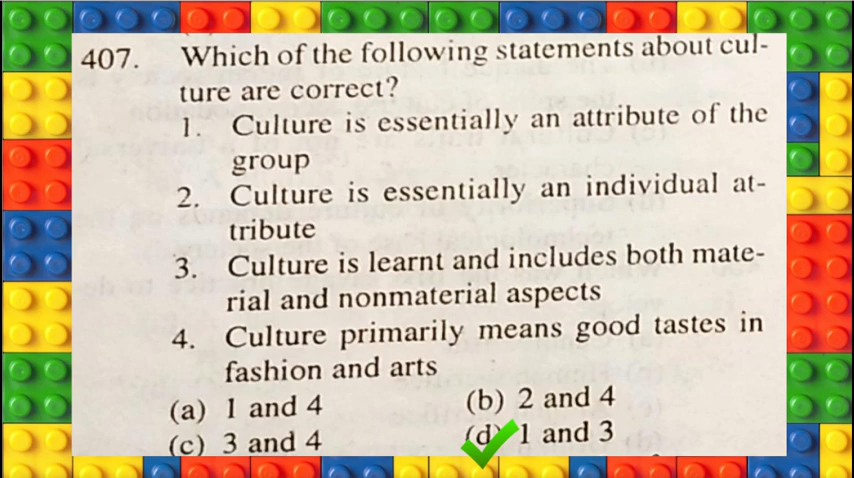 407. Which of the following statements about cul-
ture are correct?
1. Culture is essentially an attribute of the
group
2. Culture is essentially an individual at-
tribute
3. Culture is learnt and includes both mate-
rial and nonmaterial aspects
4. Culture primarily means good tastes in
fashion and arts
(a) 1 and 4 (b) 2 and 4
(c) 3 and 4 (d) 1 and 3